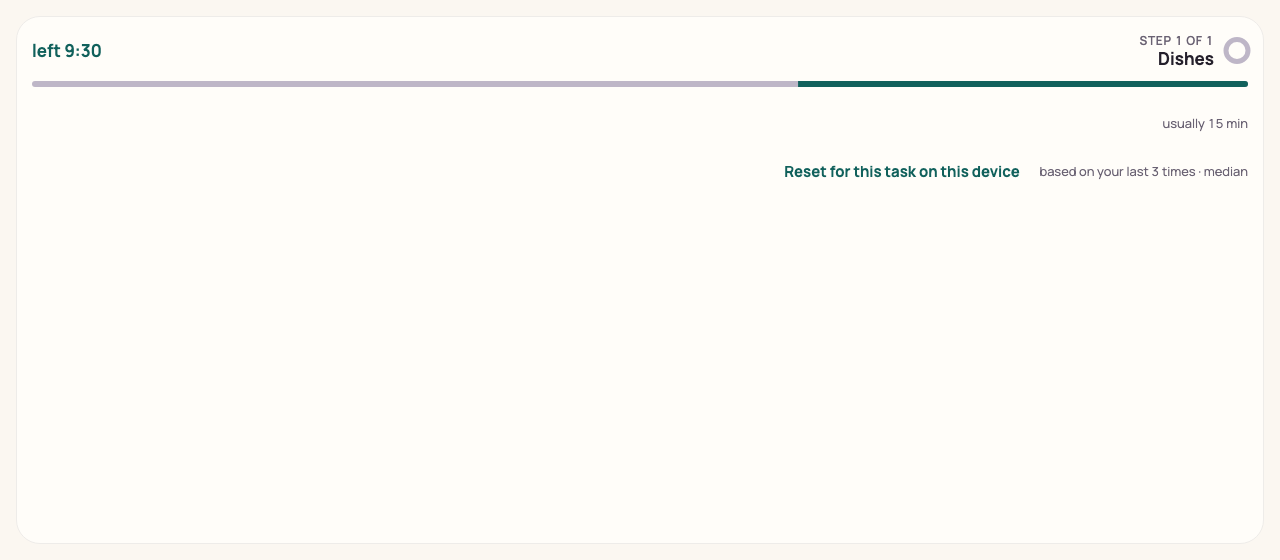 left 9:30
STEP 1 OF 1
Dishes
usually 15 min
Reset for this task on this device
based on your last 3 times · median